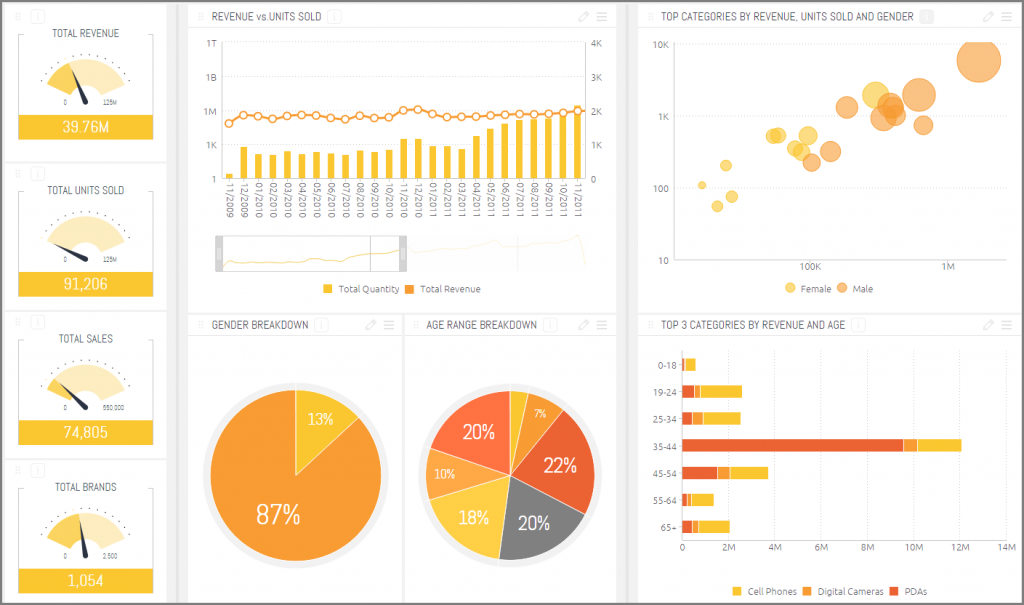 TOTAL REVENUE
0 125M
39.76M
TOTAL UNITS SOLD
0 125M
91,206
TOTAL SALES
0 550,000
74,805
TOTAL BRANDS
0 2,500
1,054
REVENUE vs.UNITS SOLD
1T 4K
1B 3K
1M 2K
1K 1K
1 0
11/2009 12/2009 01/2010 02/2010 03/2010 04/2010 05/2010 06/2010 07/2010 08/2010 09/2010 10/2010 11/2010 12/2010 01/2011 02/2011 03/2011 04/2011 05/2011 06/2011 07/2011 08/2011 09/2011 10/2011 11/2011
Total Quantity Total Revenue
TOP CATEGORIES BY REVENUE, UNITS SOLD AND GENDER
10K
1K
100
10
100K 1M
Female Male
GENDER BREAKDOWN
13%
87%
AGE RANGE BREAKDOWN
7%
20%
22%
10%
18%
20%
TOP 3 CATEGORIES BY REVENUE AND AGE
0-18
19-24
25-34
35-44
45-54
55-64
65+
0 2M 4M 6M 8M 10M 12M 14M
Cell Phones Digital Cameras PDAs